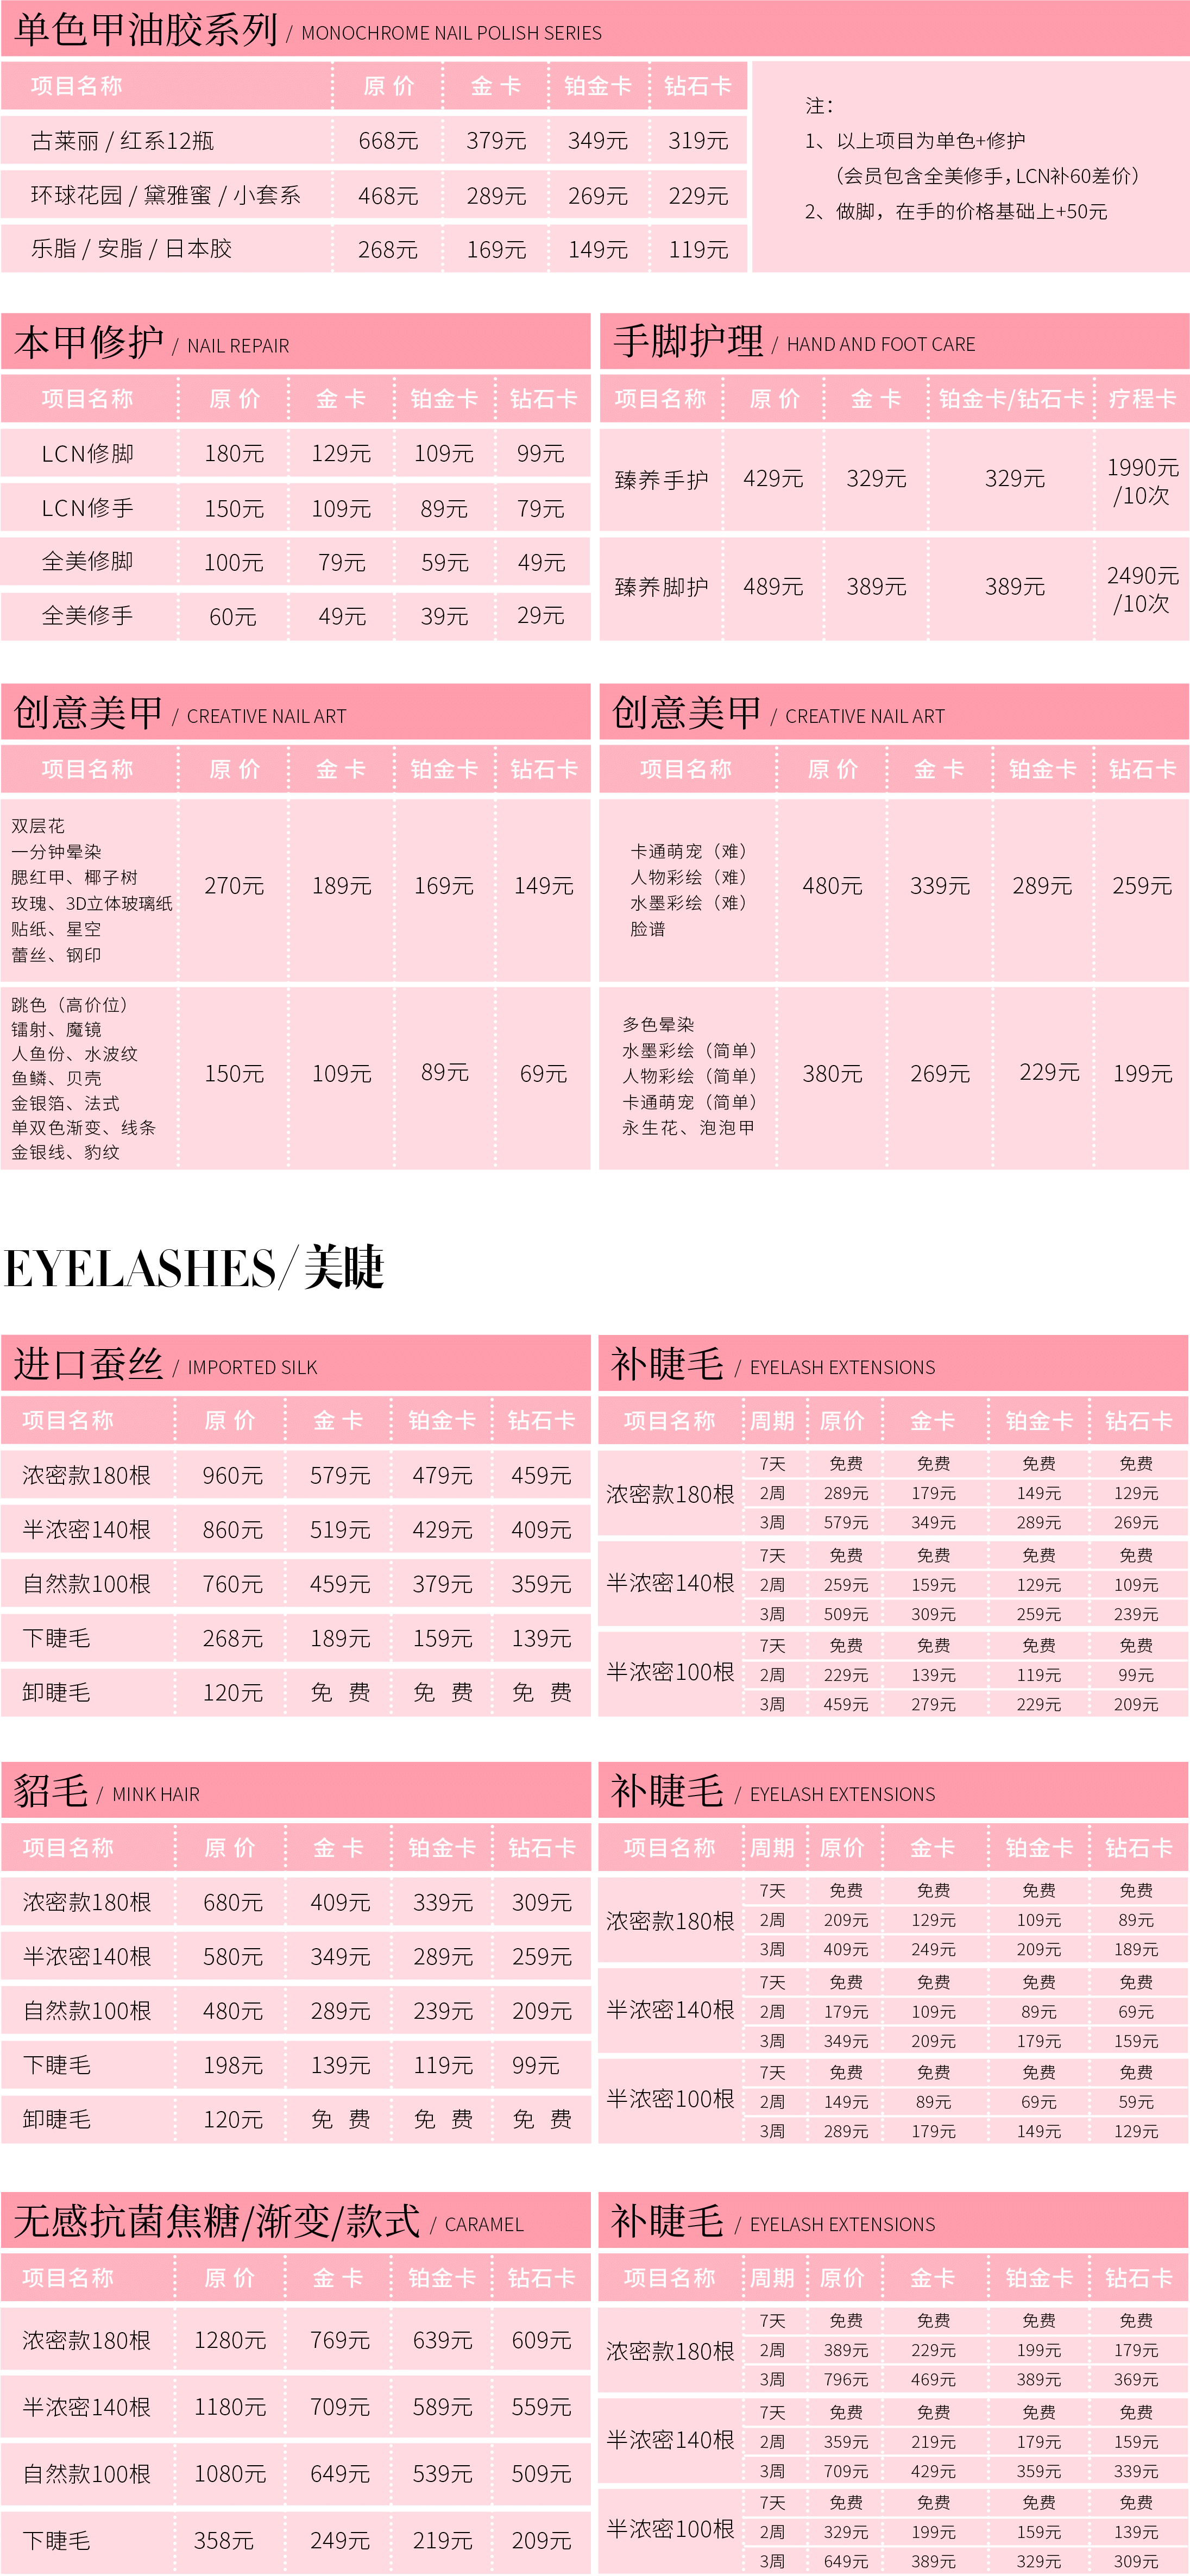 单色甲油胶系列 / MONOCHROME NAIL POLISH SERIES
项目名称 原 价 金 卡 铂金卡 钻石卡
古莱丽 / 红系12瓶 668元 379元 349元 319元
环球花园 / 黛雅蜜 / 小套系 468元 289元 269元 229元
乐脂 / 安脂 / 日本胶 268元 169元 149元 119元
注：
1、以上项目为单色+修护
（会员包含全美修手，LCN补60差价）
2、做脚，在手的价格基础上+50元
本甲修护 / NAIL REPAIR
项目名称 原 价 金 卡 铂金卡 钻石卡
LCN修脚 180元 129元 109元 99元
LCN修手 150元 109元 89元 79元
全美修脚 100元 79元 59元 49元
全美修手 60元 49元 39元 29元
手脚护理 / HAND AND FOOT CARE
项目名称 原 价 金 卡 铂金卡/钻石卡 疗程卡
臻养手护 429元 329元 329元 1990元
/10次
臻养脚护 489元 389元 389元 2490元
/10次
创意美甲 / CREATIVE NAIL ART
项目名称 原 价 金 卡 铂金卡 钻石卡
双层花
一分钟晕染
腮红甲、椰子树
玫瑰、3D立体玻璃纸
贴纸、星空
蕾丝、钢印
270元 189元 169元 149元
跳色（高价位）
镭射、魔镜
人鱼份、水波纹
鱼鳞、贝壳
金银箔、法式
单双色渐变、线条
金银线、豹纹
150元 109元 89元 69元
创意美甲 / CREATIVE NAIL ART
项目名称 原 价 金 卡 铂金卡 钻石卡
卡通萌宠（难）
人物彩绘（难）
水墨彩绘（难）
脸谱
480元 339元 289元 259元
多色晕染
水墨彩绘（简单）
人物彩绘（简单）
卡通萌宠（简单）
永生花、泡泡甲
380元 269元 229元 199元
EYELASHES/美睫
进口蚕丝 / IMPORTED SILK
项目名称 原 价 金 卡 铂金卡 钻石卡
浓密款180根 960元 579元 479元 459元
半浓密140根 860元 519元 429元 409元
自然款100根 760元 459元 379元 359元
下睫毛 268元 189元 159元 139元
卸睫毛 120元 免 费 免 费 免 费
补睫毛 / EYELASH EXTENSIONS
项目名称 周期 原价 金卡 铂金卡 钻石卡
浓密款180根
7天 免费 免费 免费 免费
2周 289元 179元 149元 129元
3周 579元 349元 289元 269元
半浓密140根
7天 免费 免费 免费 免费
2周 259元 159元 129元 109元
3周 509元 309元 259元 239元
半浓密100根
7天 免费 免费 免费 免费
2周 229元 139元 119元 99元
3周 459元 279元 229元 209元
貂毛 / MINK HAIR
项目名称 原 价 金 卡 铂金卡 钻石卡
浓密款180根 680元 409元 339元 309元
半浓密140根 580元 349元 289元 259元
自然款100根 480元 289元 239元 209元
下睫毛 198元 139元 119元 99元
卸睫毛 120元 免 费 免 费 免 费
补睫毛 / EYELASH EXTENSIONS
项目名称 周期 原价 金卡 铂金卡 钻石卡
浓密款180根
7天 免费 免费 免费 免费
2周 209元 129元 109元 89元
3周 409元 249元 209元 189元
半浓密140根
7天 免费 免费 免费 免费
2周 179元 109元 89元 69元
3周 349元 209元 179元 159元
半浓密100根
7天 免费 免费 免费 免费
2周 149元 89元 69元 59元
3周 289元 179元 149元 129元
无感抗菌焦糖/渐变/款式 / CARAMEL
项目名称 原 价 金 卡 铂金卡 钻石卡
浓密款180根 1280元 769元 639元 609元
半浓密140根 1180元 709元 589元 559元
自然款100根 1080元 649元 539元 509元
下睫毛 358元 249元 219元 209元
补睫毛 / EYELASH EXTENSIONS
项目名称 周期 原价 金卡 铂金卡 钻石卡
浓密款180根
7天 免费 免费 免费 免费
2周 389元 229元 199元 179元
3周 796元 469元 389元 369元
半浓密140根
7天 免费 免费 免费 免费
2周 359元 219元 179元 159元
3周 709元 429元 359元 339元
半浓密100根
7天 免费 免费 免费 免费
2周 329元 199元 159元 139元
3周 649元 389元 329元 309元